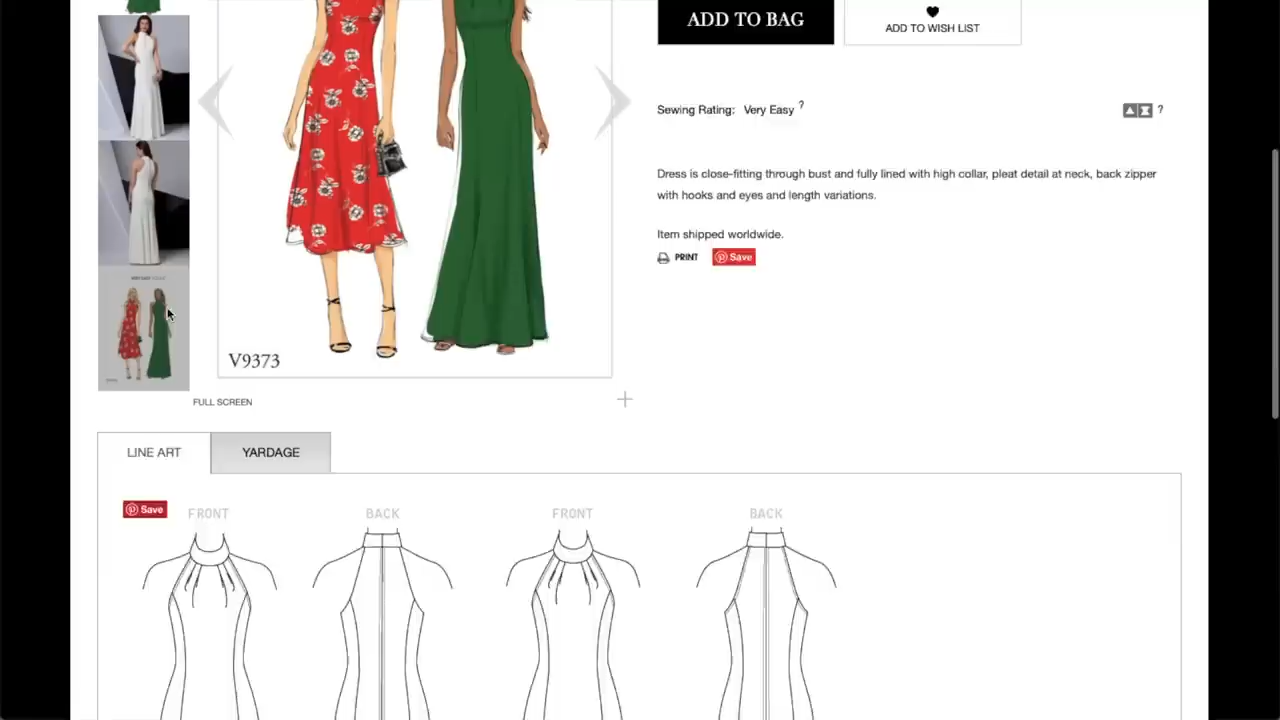 ADD TO BAG
ADD TO WISH LIST
Sewing Rating: Very Easy ?
?
Dress is close-fitting through bust and fully lined with high collar, pleat detail at neck, back zipper
with hooks and eyes and length variations.
Item shipped worldwide.
PRINT
Save
V9373
FULL SCREEN
LINE ART
YARDAGE
Save
FRONT
BACK
FRONT
BACK